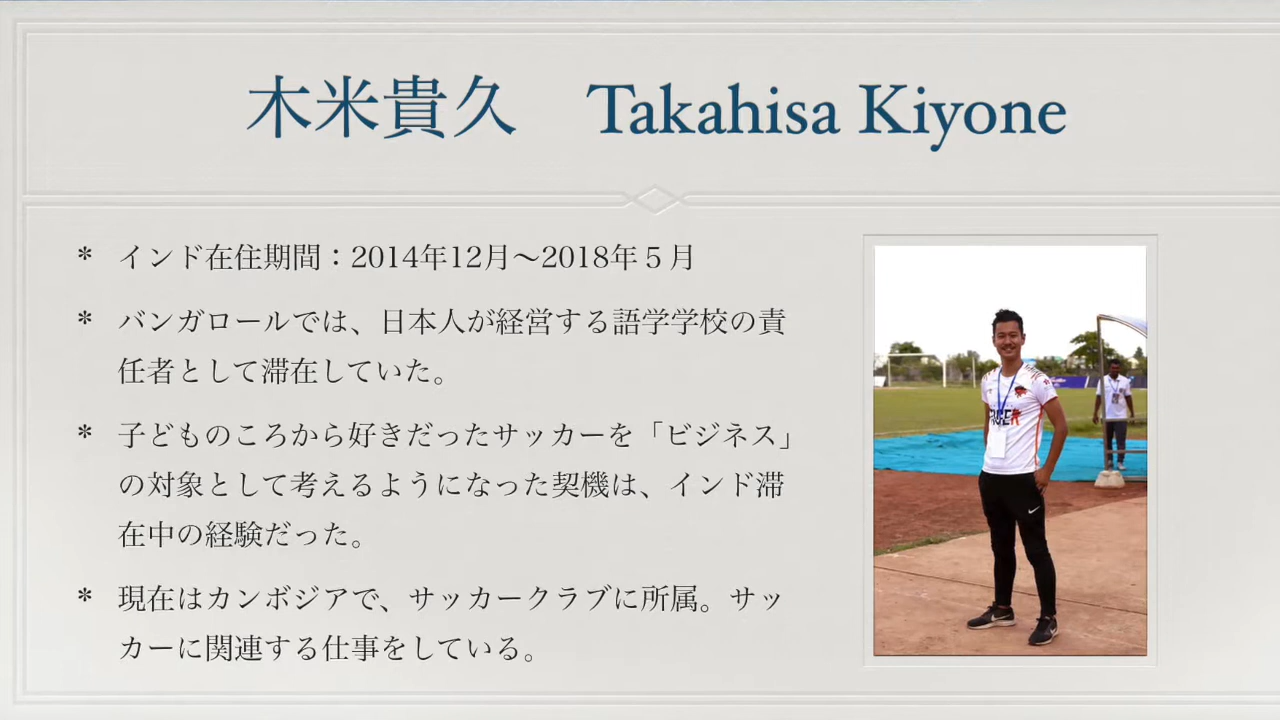 木米貴久　Takahisa Kiyone
* インド在住期間：2014年12月〜2018年５月
* バンガロールでは、日本人が経営する語学学校の責
任者として滞在していた。
* 子どものころから好きだったサッカーを「ビジネス」
の対象として考えるようになった契機は、インド滞
在中の経験だった。
* 現在はカンボジアで、サッカークラブに所属。サッ
カーに関連する仕事をしている。